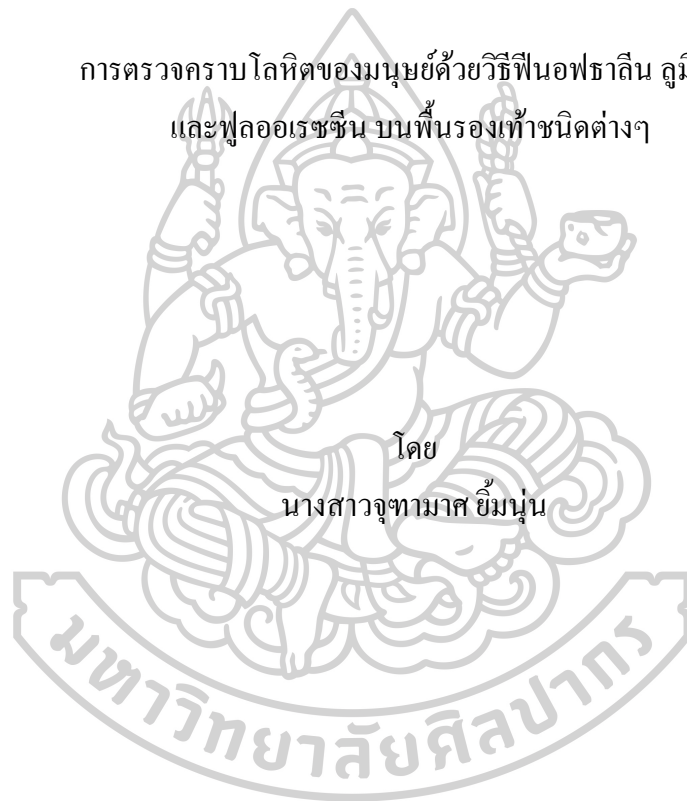 การตรวจคราบโลหิตของมนุษย์ด้วยวิธีฟีนอฟธาลีน
และฟูลออเรซซีน บนพื้นรองเท้าชนิดต่างๆ
โดย
นางสาวจุฑามาศ ยิ้มนุ่น
มหาวิทยาลัยศิลปากร